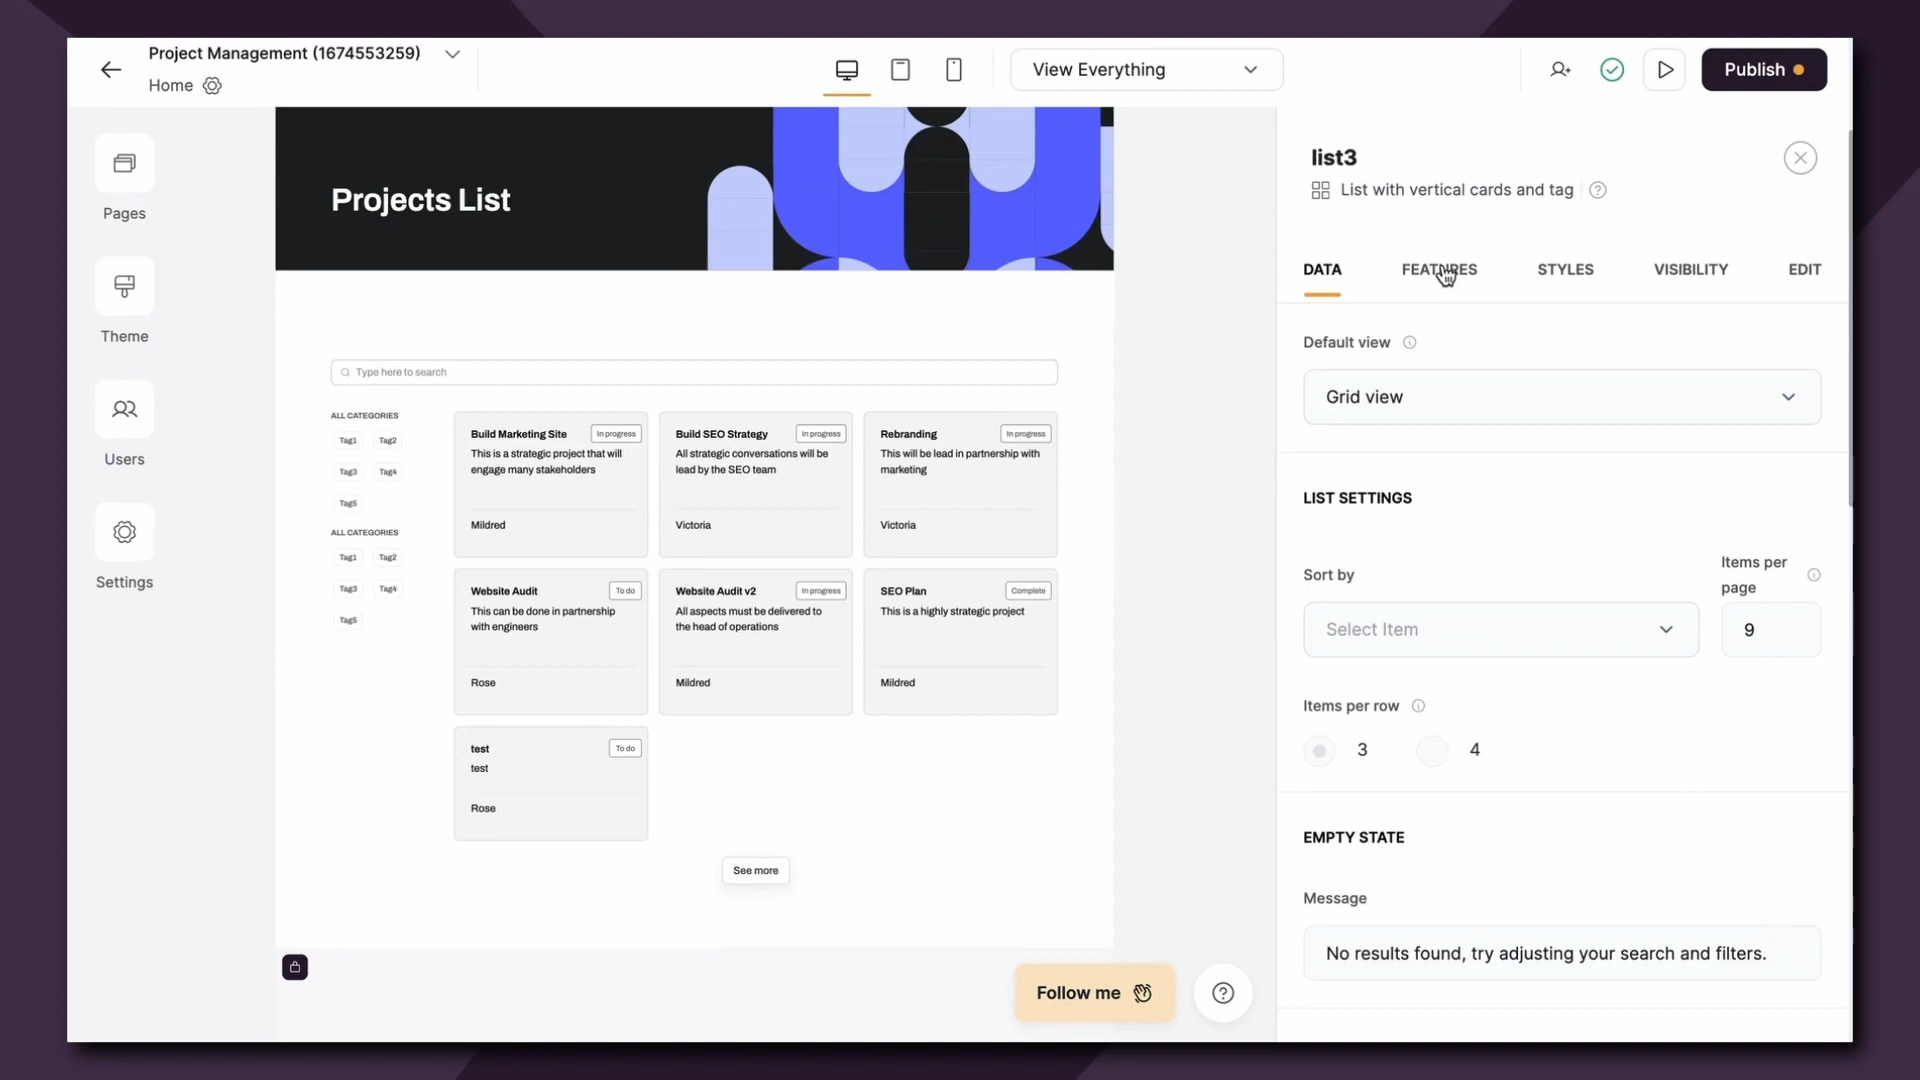 Project Management (1674553259)
Home
View Everything
Publish
Pages
Theme
Users
Settings
Projects List
Type here to search
ALL CATEGORIES
Tag1 Tag2
Tag3 Tag4
Tag5
ALL CATEGORIES
Tag1 Tag2
Tag3 Tag4
Tag5
Build Marketing Site In progress
This is a strategic project that will
engage many stakeholders
Mildred
Build SEO Strategy In progress
All strategic conversations will be
lead by the SEO team
Victoria
Rebranding In progress
This will be lead in partnership with
marketing
Victoria
Website Audit To do
This can be done in partnership
with engineers
Rose
Website Audit v2 In progress
All aspects must be delivered to
the head of operations
Mildred
SEO Plan Complete
This is a highly strategic project
Mildred
test To do
test
Rose
See more
Follow me
list3
List with vertical cards and tag
DATA FEATURES STYLES VISIBILITY EDIT
Default view
Grid view
LIST SETTINGS
Sort by
Select Item
Items per
page
9
Items per row
3 4
EMPTY STATE
Message
No results found, try adjusting your search and filters.